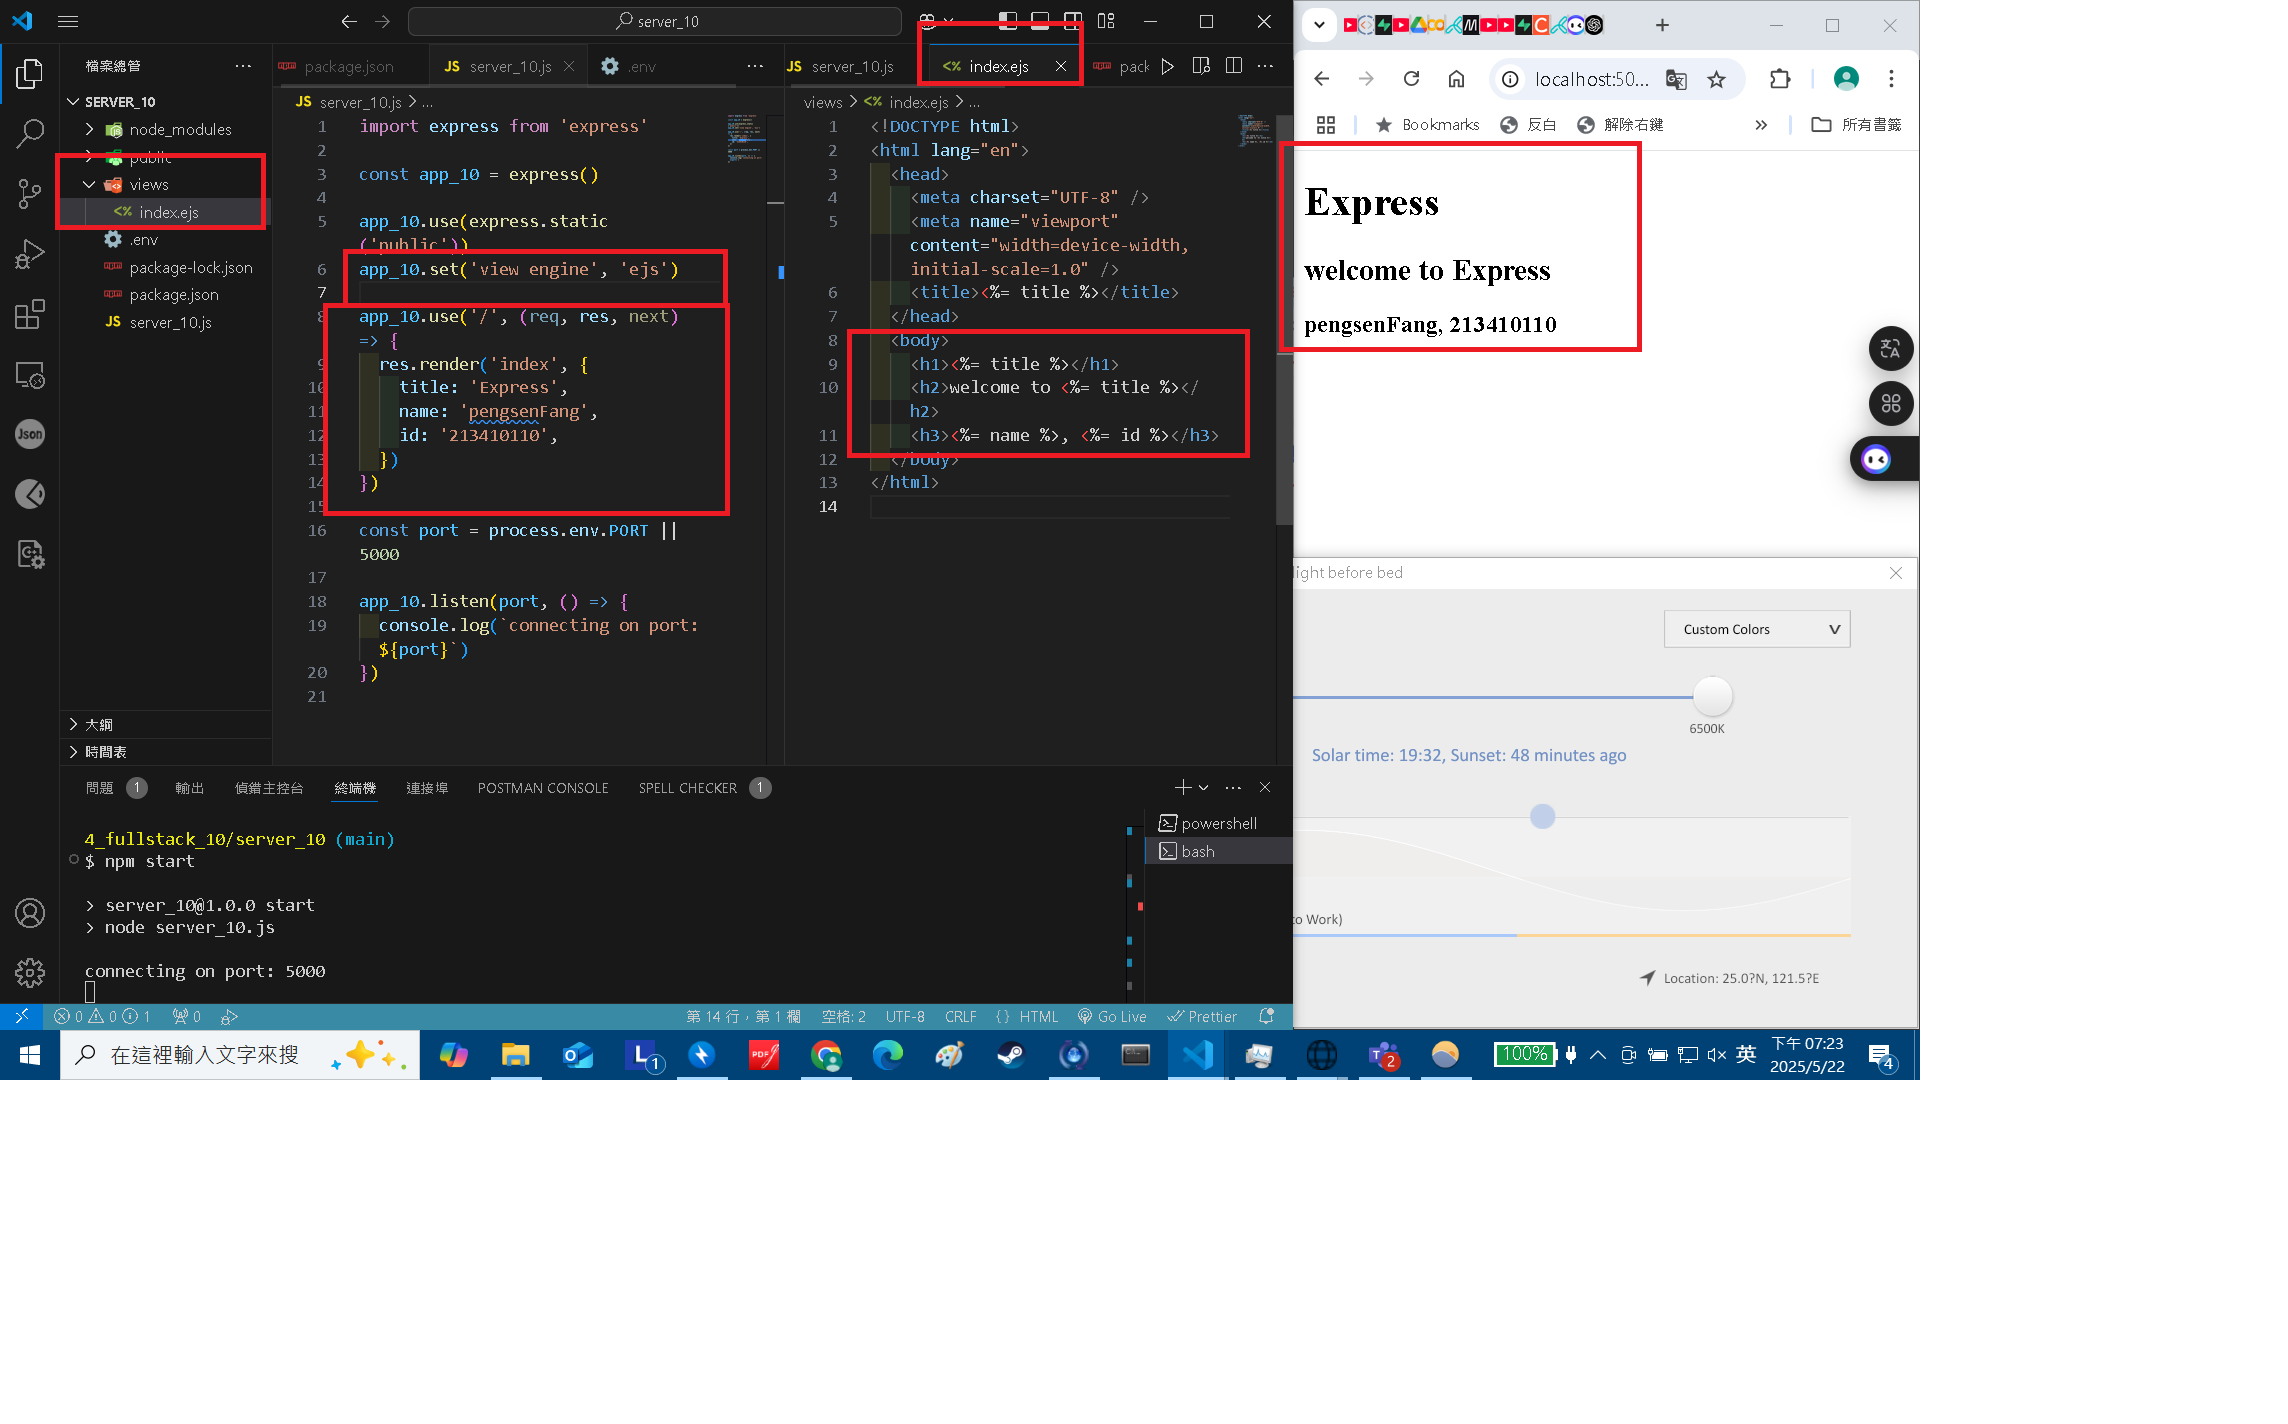 server_10
檔案總管
SERVER_10
node_modules
public
views
index.ejs
.env
package-lock.json
package.json
server_10.js
大綱
時間表
package.json
server_10.js
.env
server_10.js > ...
1 import express from 'express'
2
3 const app_10 = express()
4
5 app_10.use(express.static
('public'))
6 app_10.set('view engine', 'ejs')
7
8 app_10.use('/', (req, res, next)
=> {
9 res.render('index', {
10 title: 'Express',
11 name: 'pengsenFang',
12 id: '213410110',
13 })
14 })
15
16 const port = process.env.PORT ||
5000
17
18 app_10.listen(port, () => {
19 console.log(`connecting on port:
${port}`)
20 })
21
server_10.js
index.ejs
pack
views > index.ejs > ...
1 <!DOCTYPE html>
2 <html lang="en">
3 <head>
4 <meta charset="UTF-8" />
5 <meta name="viewport"
content="width=device-width,
initial-scale=1.0" />
6 <title><%= title %></title>
7 </head>
8 <body>
9 <h1><%= title %></h1>
10 <h2>welcome to <%= title %></
h2>
11 <h3><%= name %>, <%= id %></h3>
12 </body>
13 </html>
14
問題 1 輸出 偵錯主控台 終端機 連接埠 POSTMAN CONSOLE SPELL CHECKER 1
4_fullstack_10/server_10 (main)
$ npm start
> server_10@1.0.0 start
> node server_10.js
connecting on port: 5000
powershell
bash
0 0 1 0 第 14 行，第 1 欄 空格: 2 UTF-8 CRLF {} HTML Go Live Prettier
localhost:50...
Bookmarks 反白 解除右鍵 » 所有書籤
Express
welcome to Express
pengsenFang, 213410110
light before bed
Custom Colors
6500K
Solar time: 19:32, Sunset: 48 minutes ago
to Work)
Location: 25.0?N, 121.5?E
在這裡輸入文字來搜
1
2
100%
英
下午 07:23
2025/5/22
4
Json